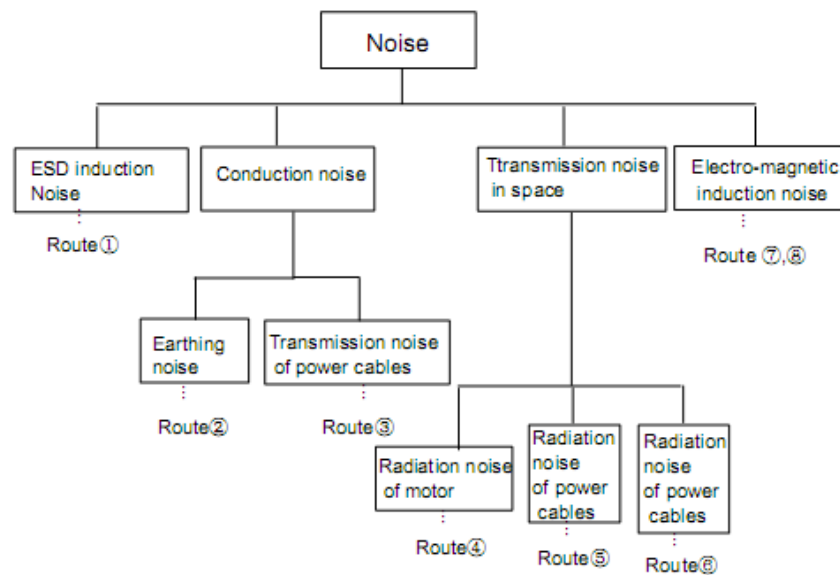 Noise
ESD induction
Noise
Route①
Conduction noise
Ttransmission noise
in space
Electro-magnetic
induction noise
Route ⑦,⑧
Earthing
noise
Route②
Transmission noise
of power cables
Route③
Radiation noise
of motor
Route④
Radiation
noise
of power
cables
Route⑤
Radiation
noise
of power
cables
Route⑥